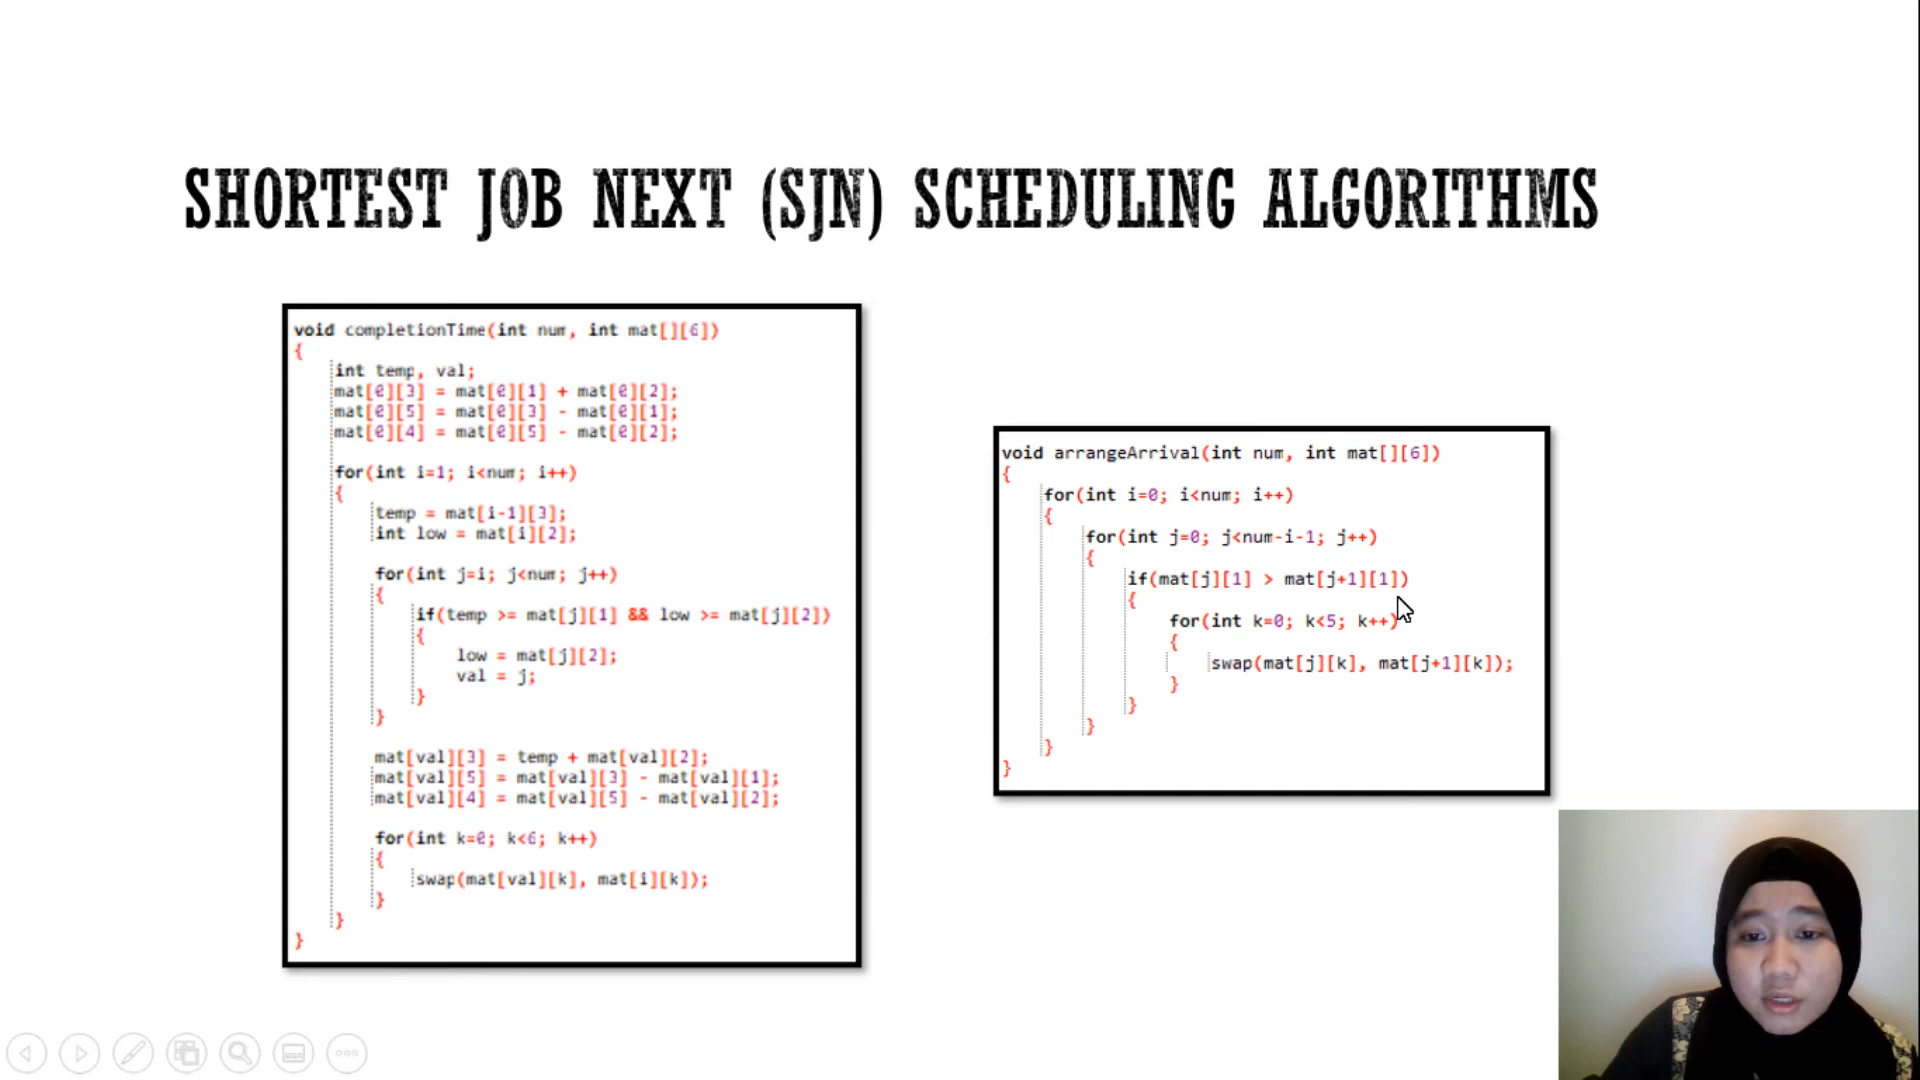 SHORTEST JOB NEXT (SJN) SCHEDULING ALGORITHMS
void completionTime(int num, int mat[][6])
{
int temp, val;
mat[0][3] = mat[0][1] + mat[0][2];
mat[0][5] = mat[0][3] - mat[0][1];
mat[0][4] = mat[0][5] - mat[0][2];
for(int i=1; i<num; i++)
{
temp = mat[i-1][3];
int low = mat[i][2];
for(int j=i; j<num; j++)
{
if(temp >= mat[j][1] && low >= mat[j][2])
{
low = mat[j][2];
val = j;
}
}
mat[val][3] = temp + mat[val][2];
mat[val][5] = mat[val][3] - mat[val][1];
mat[val][4] = mat[val][5] - mat[val][2];
for(int k=0; k<6; k++)
{
swap(mat[val][k], mat[i][k]);
}
}
}
void arrangeArrival(int num, int mat[][6])
{
for(int i=0; i<num; i++)
{
for(int j=0; j<num-i-1; j++)
{
if(mat[j][1] > mat[j+1][1])
{
for(int k=0; k<5; k++)
{
swap(mat[j][k], mat[j+1][k]);
}
}
}
}
}